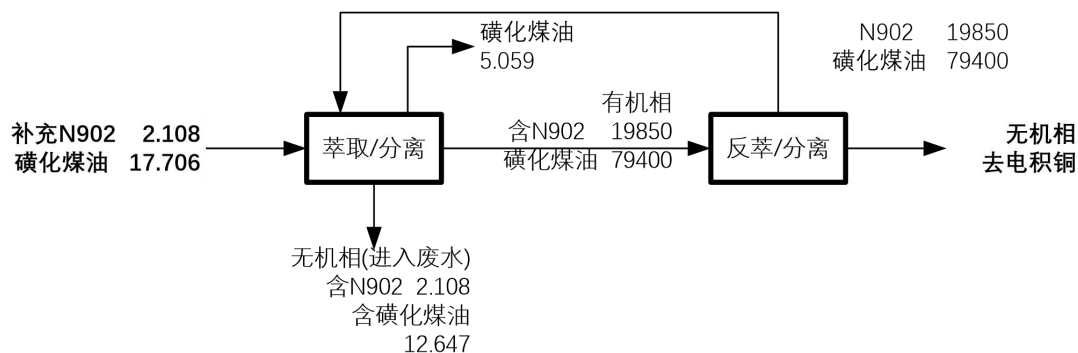 磺化煤油
5.059
N902 19850
磺化煤油 79400
补充N902 2.108
磺化煤油 17.706
萃取/分离
有机相
含N902 19850
磺化煤油 79400
反萃/分离
无机相
去电积铜
无机相(进入废水)
含N902 2.108
含磺化煤油
12.647